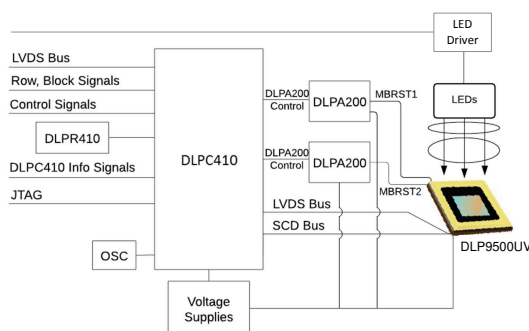 LED
Driver
LVDS Bus
Row, Block Signals
Control Signals
DLPR410
DLPC410 Info Signals
JTAG
OSC
DLPC410
DLPA200
Control
DLPA200
MBRST1
DLPA200
Control
DLPA200
MBRST2
LEDs
LVDS Bus
SCD Bus
DLP9500UV
Voltage
Supplies